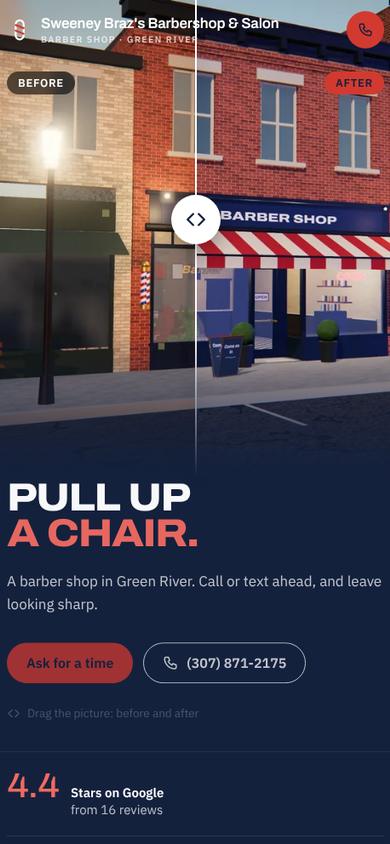 Sweeney Braz's Barbershop & Salon
BARBER SHOP · GREEN RIVER
BEFORE
AFTER
BARBER SHOP
OPEN
PULL UP
A CHAIR.
A barber shop in Green River. Call or text ahead, and leave
looking sharp.
Ask for a time
(307) 871-2175
Drag the picture: before and after
4.4
Stars on Google
from 16 reviews